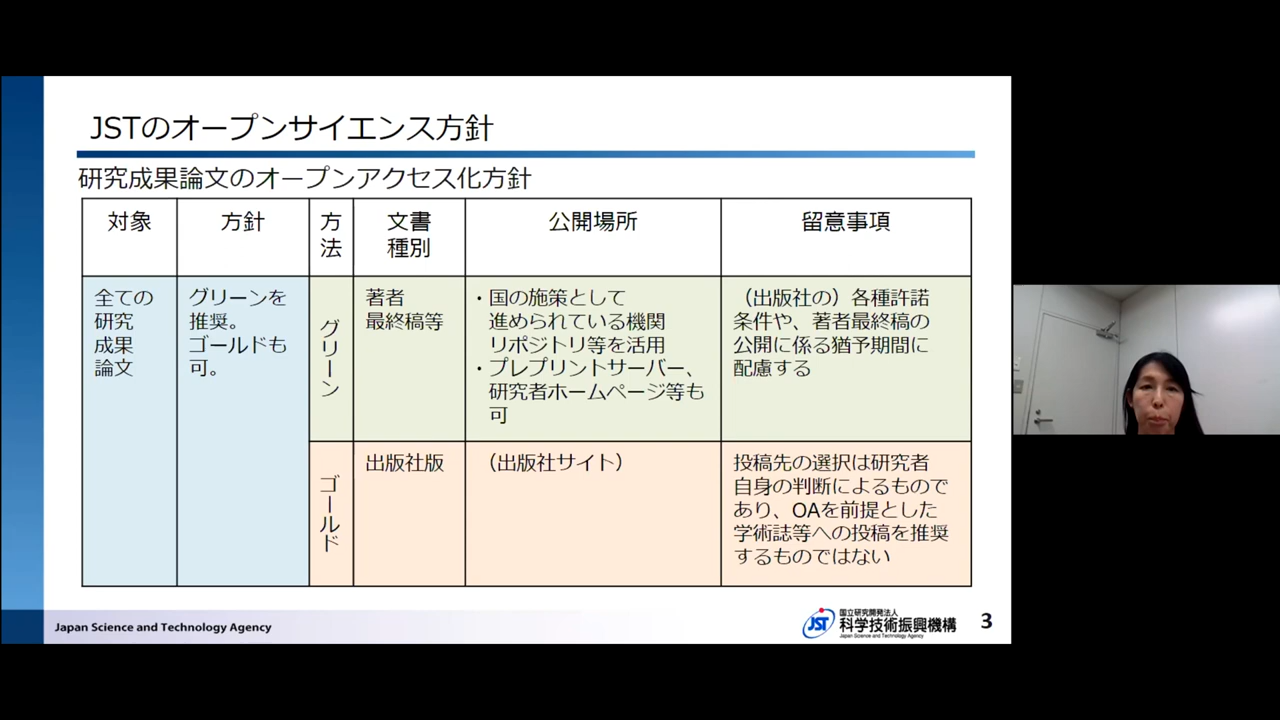 JSTのオープンサイエンス方針
研究成果論文のオープンアクセス化方針
対象
方針
方
法
文書
種別
公開場所
留意事項
全ての
研究
成果
論文
グリーンを
推奨。
ゴールドも
可。
グリーン
著者
最終稿等
・国の施策として
進められている機関
リポジトリ等を活用
・プレプリントサーバー、
研究者ホームページ等も
可
（出版社の）各種許諾
条件や、著者最終稿の
公開に係る猶予期間に
配慮する
ゴールド
出版社版
（出版社サイト）
投稿先の選択は研究者
自身の判断によるもので
あり、OAを前提とした
学術誌等への投稿を推奨
するものではない
Japan Science and Technology Agency
JST
国立研究開発法人
科学技術振興機構
Japan Science and Technology Agency
3